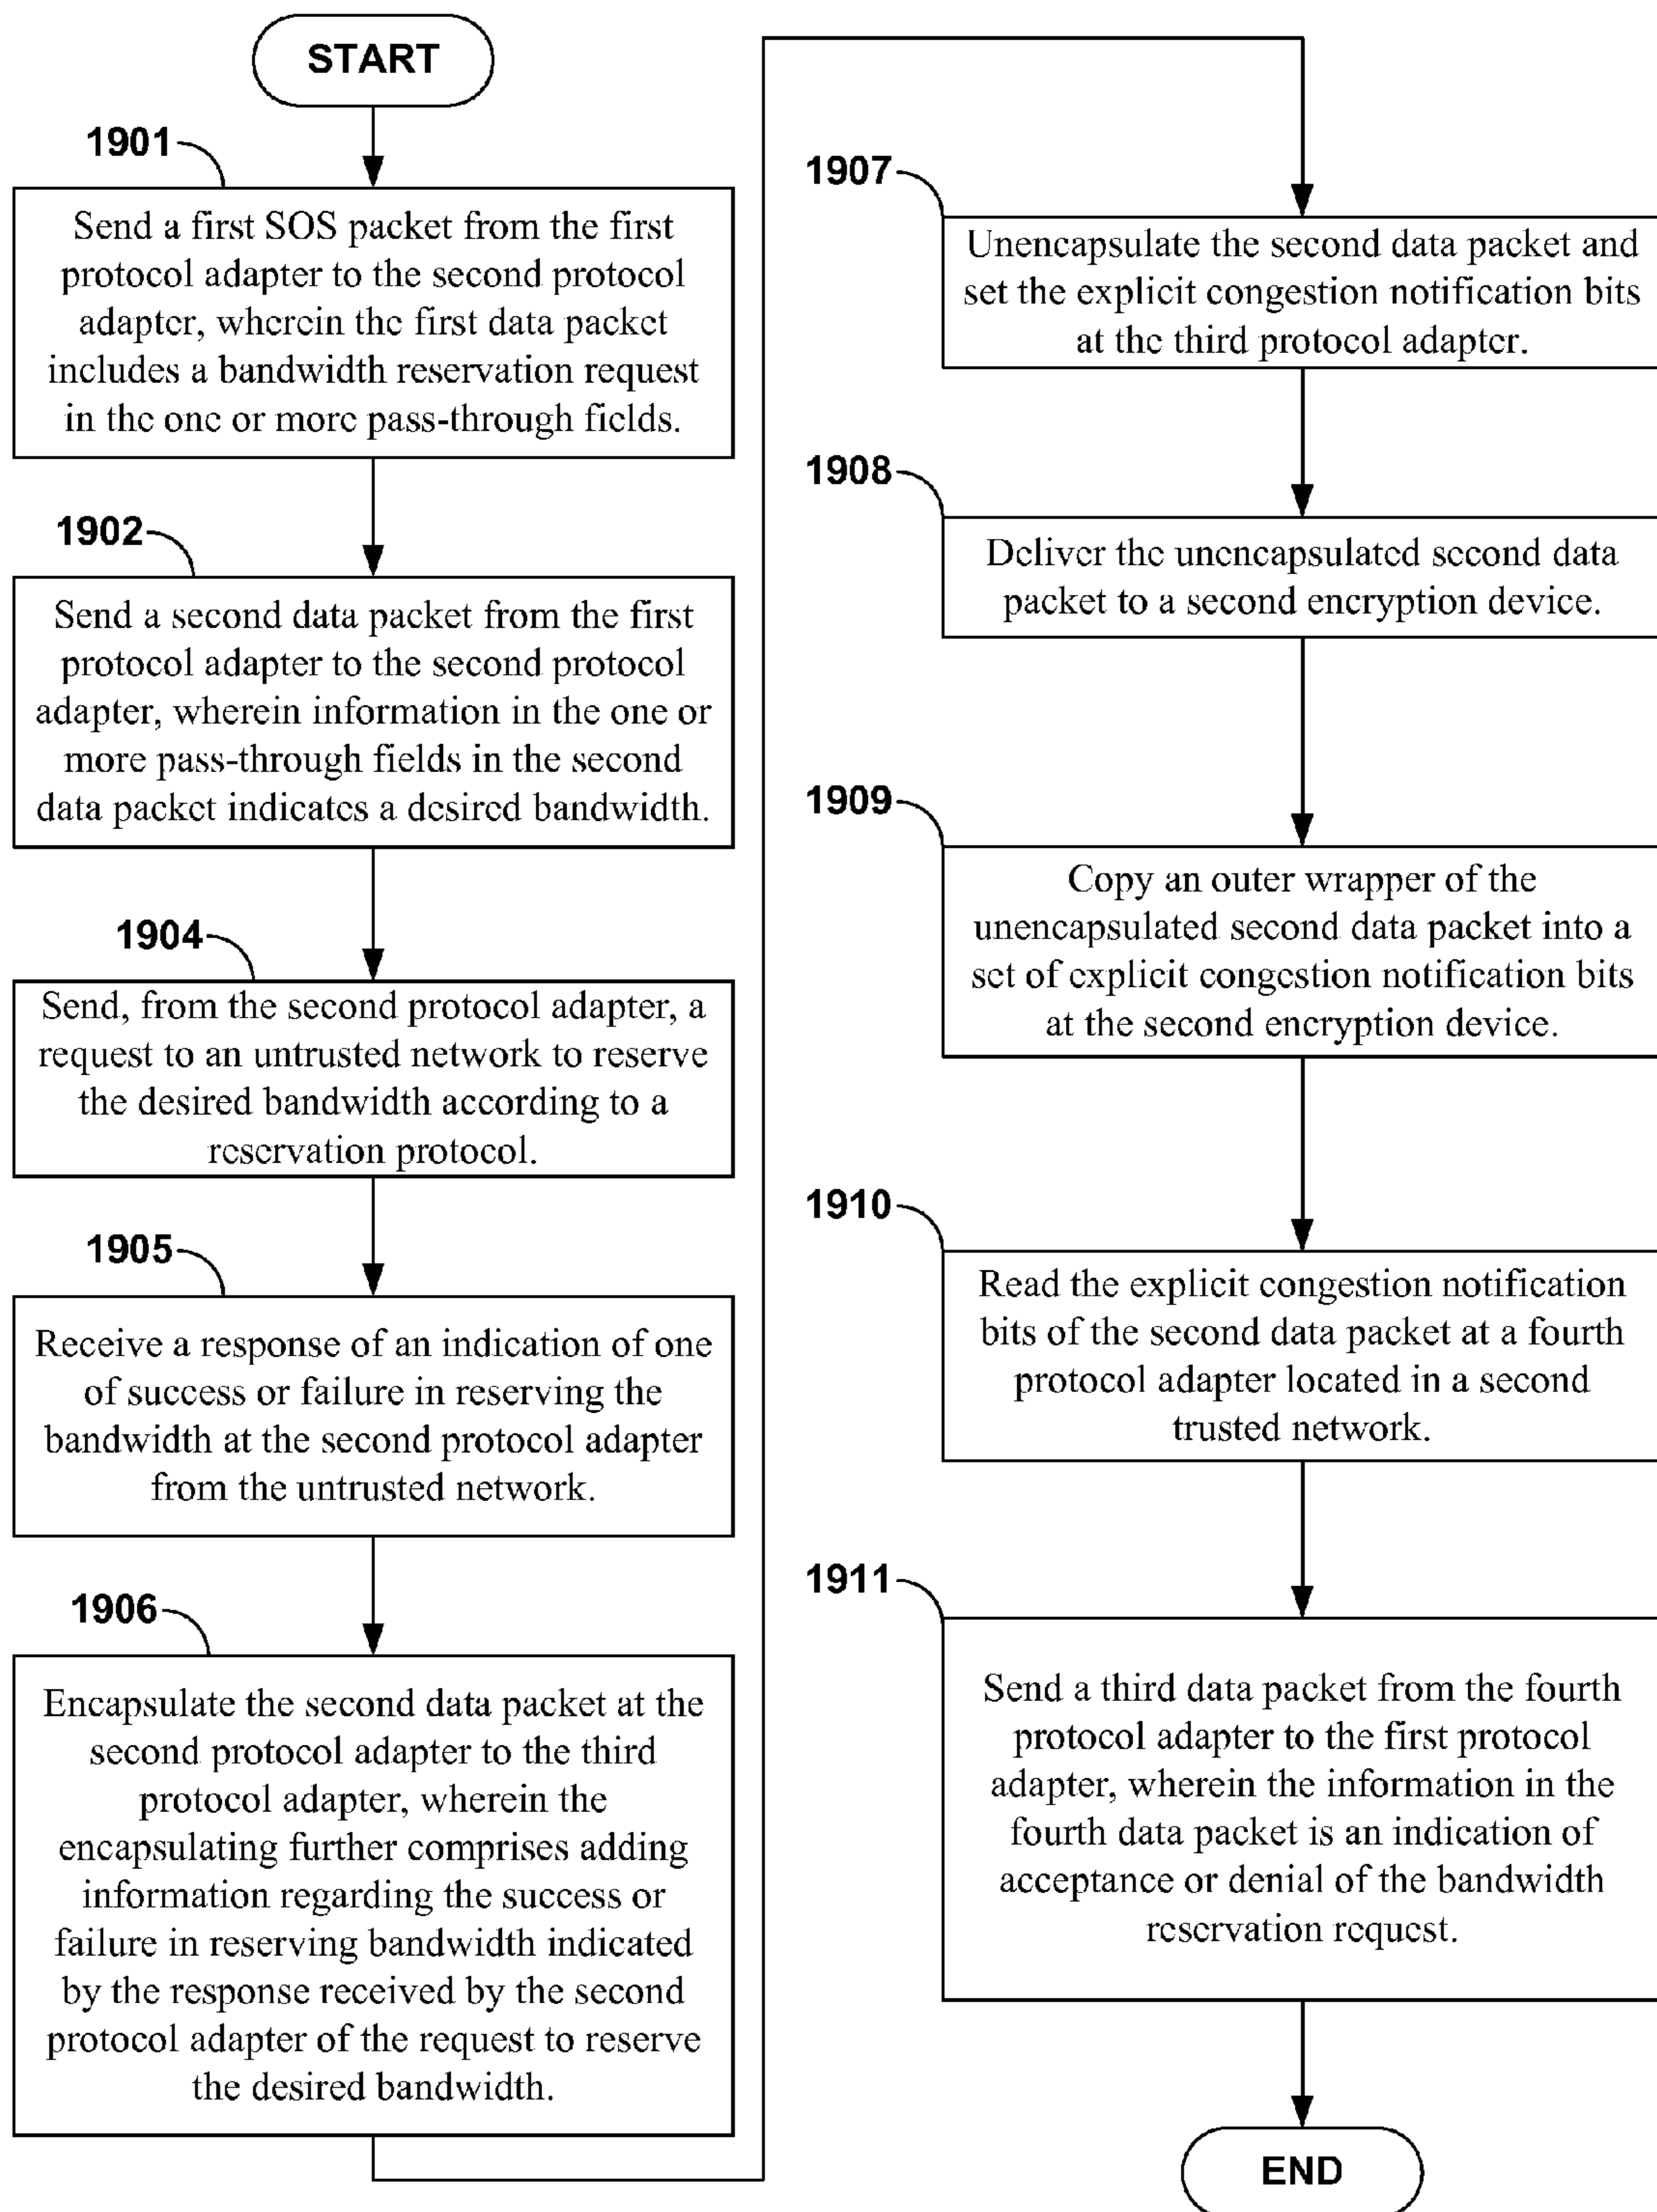 START
1901
Send a first SOS packet from the first
protocol adapter to the second protocol
adapter, wherein the first data packet
includes a bandwidth reservation request
in the one or more pass-through fields.
1902
Send a second data packet from the first
protocol adapter to the second protocol
adapter, wherein information in the one or
more pass-through fields in the second
data packet indicates a desired bandwidth.
1904
Send, from the second protocol adapter, a
request to an untrusted network to reserve
the desired bandwidth according to a
reservation protocol.
1905
Receive a response of an indication of one
of success or failure in reserving the
bandwidth at the second protocol adapter
from the untrusted network.
1906
Encapsulate the second data packet at the
second protocol adapter to the third
protocol adapter, wherein the
encapsulating further comprises adding
information regarding the success or
failure in reserving bandwidth indicated
by the response received by the second
protocol adapter of the request to reserve
the desired bandwidth.
1907
Unencapsulate the second data packet and
set the explicit congestion notification bits
at the third protocol adapter.
1908
Deliver the unencapsulated second data
packet to a second encryption device.
1909
Copy an outer wrapper of the
unencapsulated second data packet into a
set of explicit congestion notification bits
at the second encryption device.
1910
Read the explicit congestion notification
bits of the second data packet at a fourth
protocol adapter located in a second
trusted network.
1911
Send a third data packet from the fourth
protocol adapter to the first protocol
adapter, wherein the information in the
fourth data packet is an indication of
acceptance or denial of the bandwidth
reservation request.
END